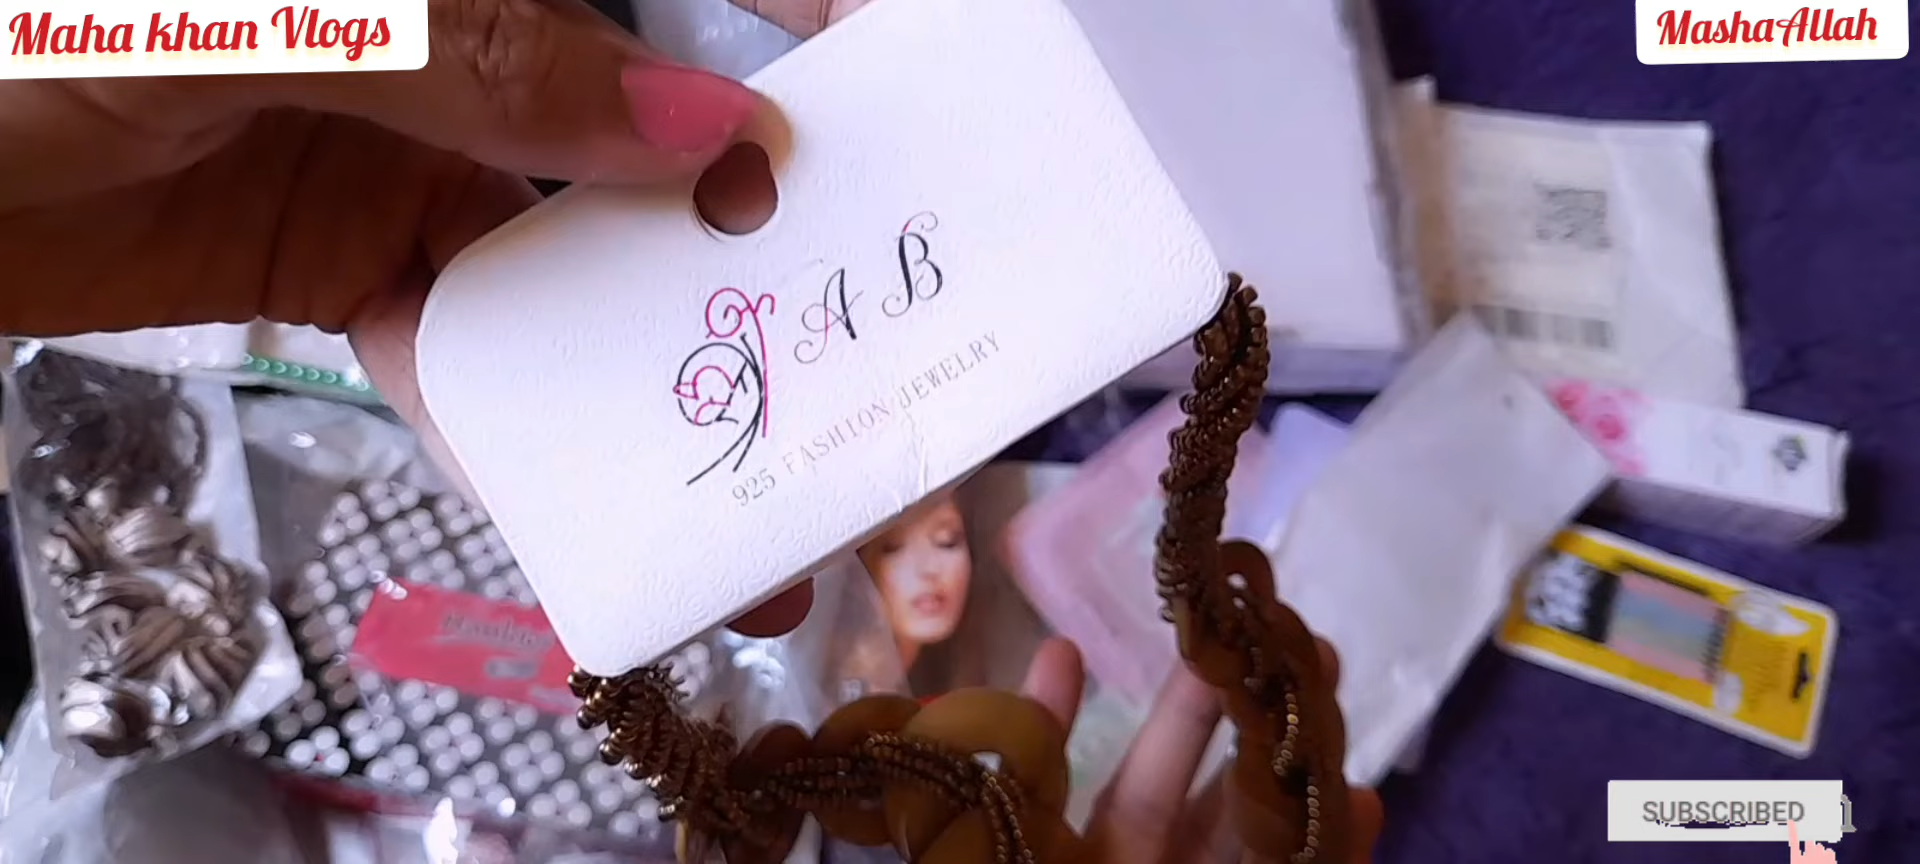 Maha khan Vlogs
MashaAllah
A B
925 FASHION JEWELRY
SUBSCRIBED